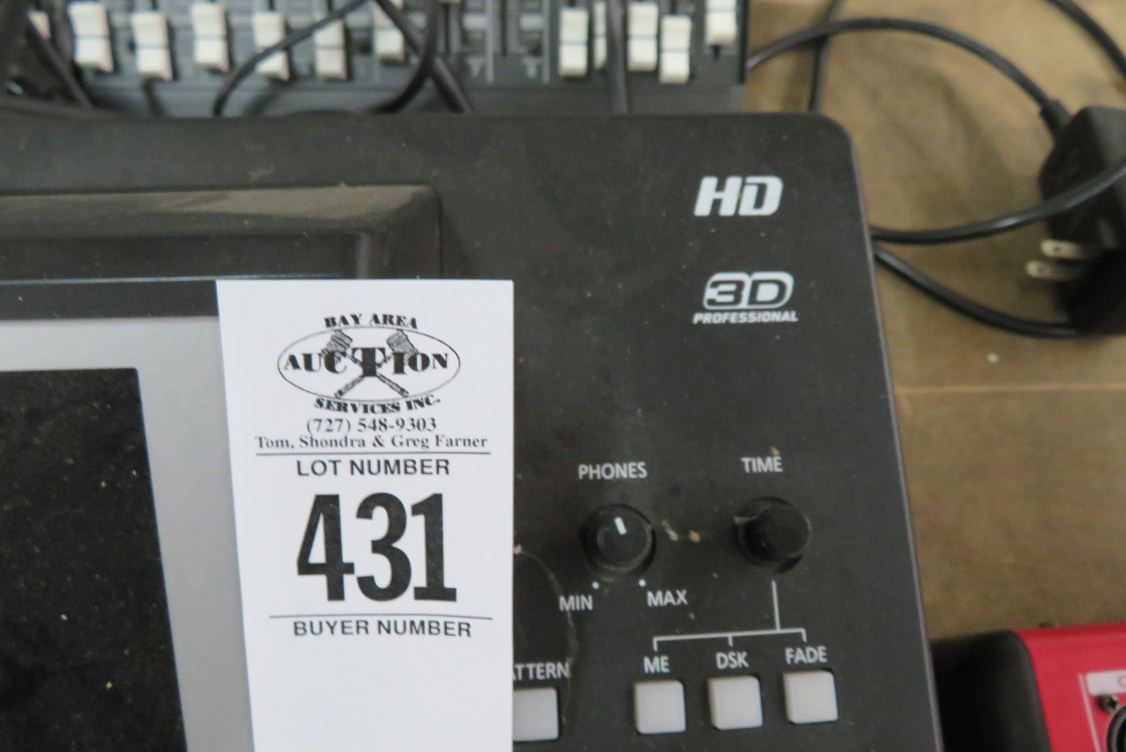 HD
3D
PROFESSIONAL
BAY AREA
AUCTION
SERVICES INC.
(727) 548-9303
Tom, Shondra & Greg Farner
LOT NUMBER
431
BUYER NUMBER
PHONES
TIME
MIN
MAX
ME
DSK
FADE